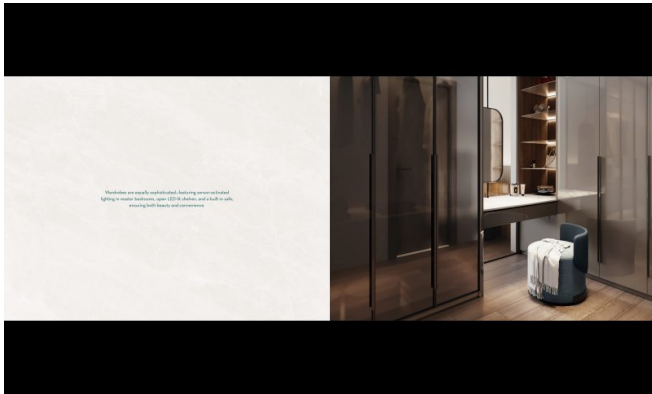 Wardrobes are equally sophisticated, featuring sensor-activated
lighting in master bedrooms, open LED-lit shelves, and a built-in safe,
ensuring both beauty and convenience.